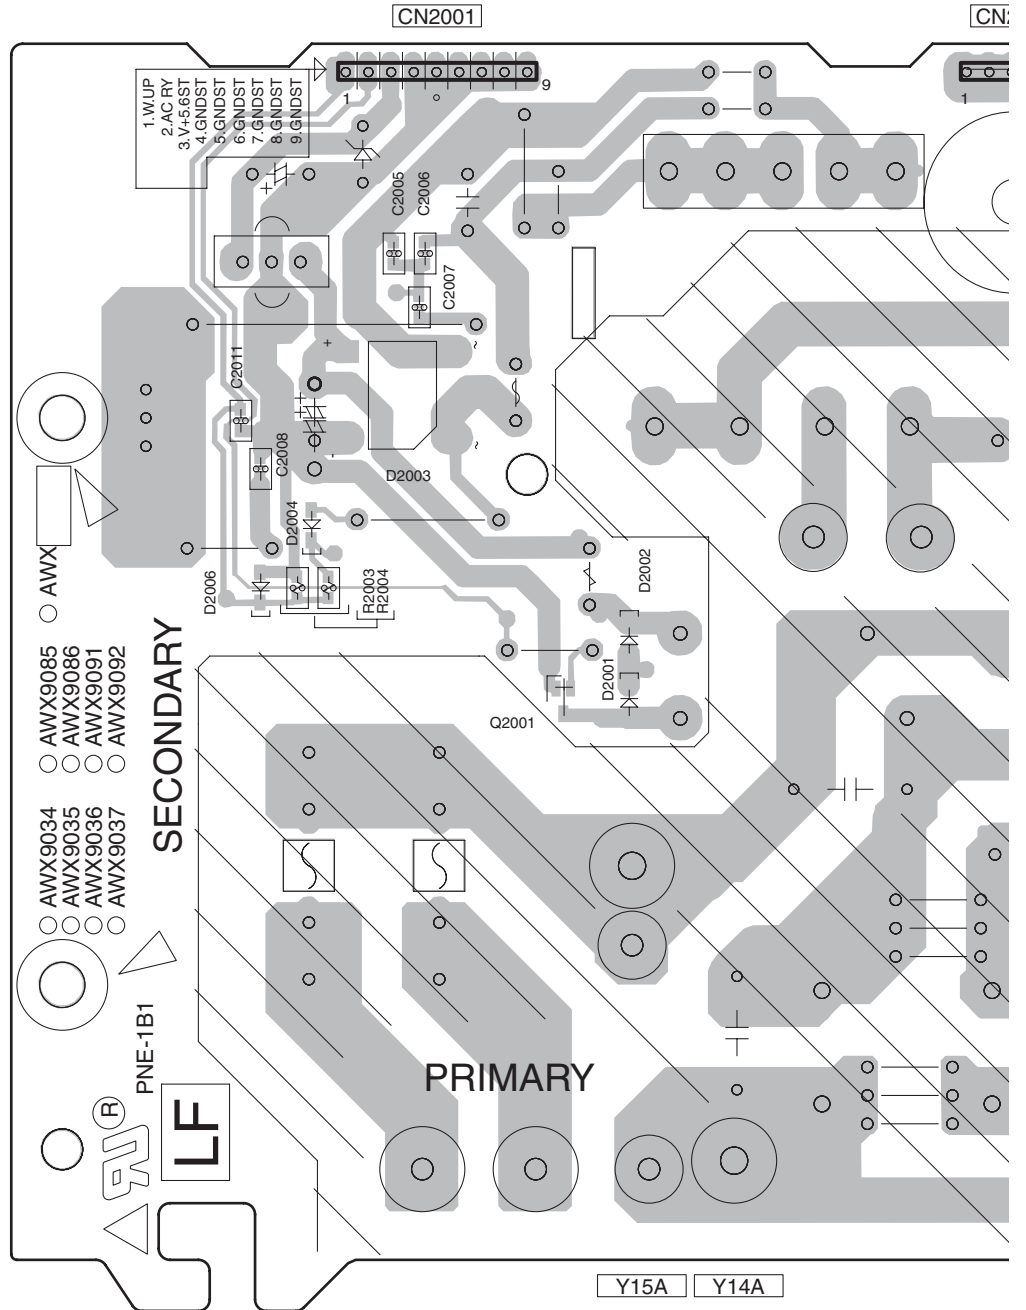 CN2001
CN2
1.W.UP
2.AC RY
3.V+5.6ST
4.GNDST
5.GNDST
6.GNDST
7.GNDST
8.GNDST
9.GNDST
1
9
1
C2005
C2006
C2007
C2011
C2008
D2003
D2004
D2006
R2003
R2004
D2002
D2001
Q2001
AWX
AWX9085
AWX9086
AWX9091
AWX9092
SECONDARY
AWX9034
AWX9035
AWX9036
AWX9037
PNE-1B1
PRIMARY
R
LF
Y15A
Y14A